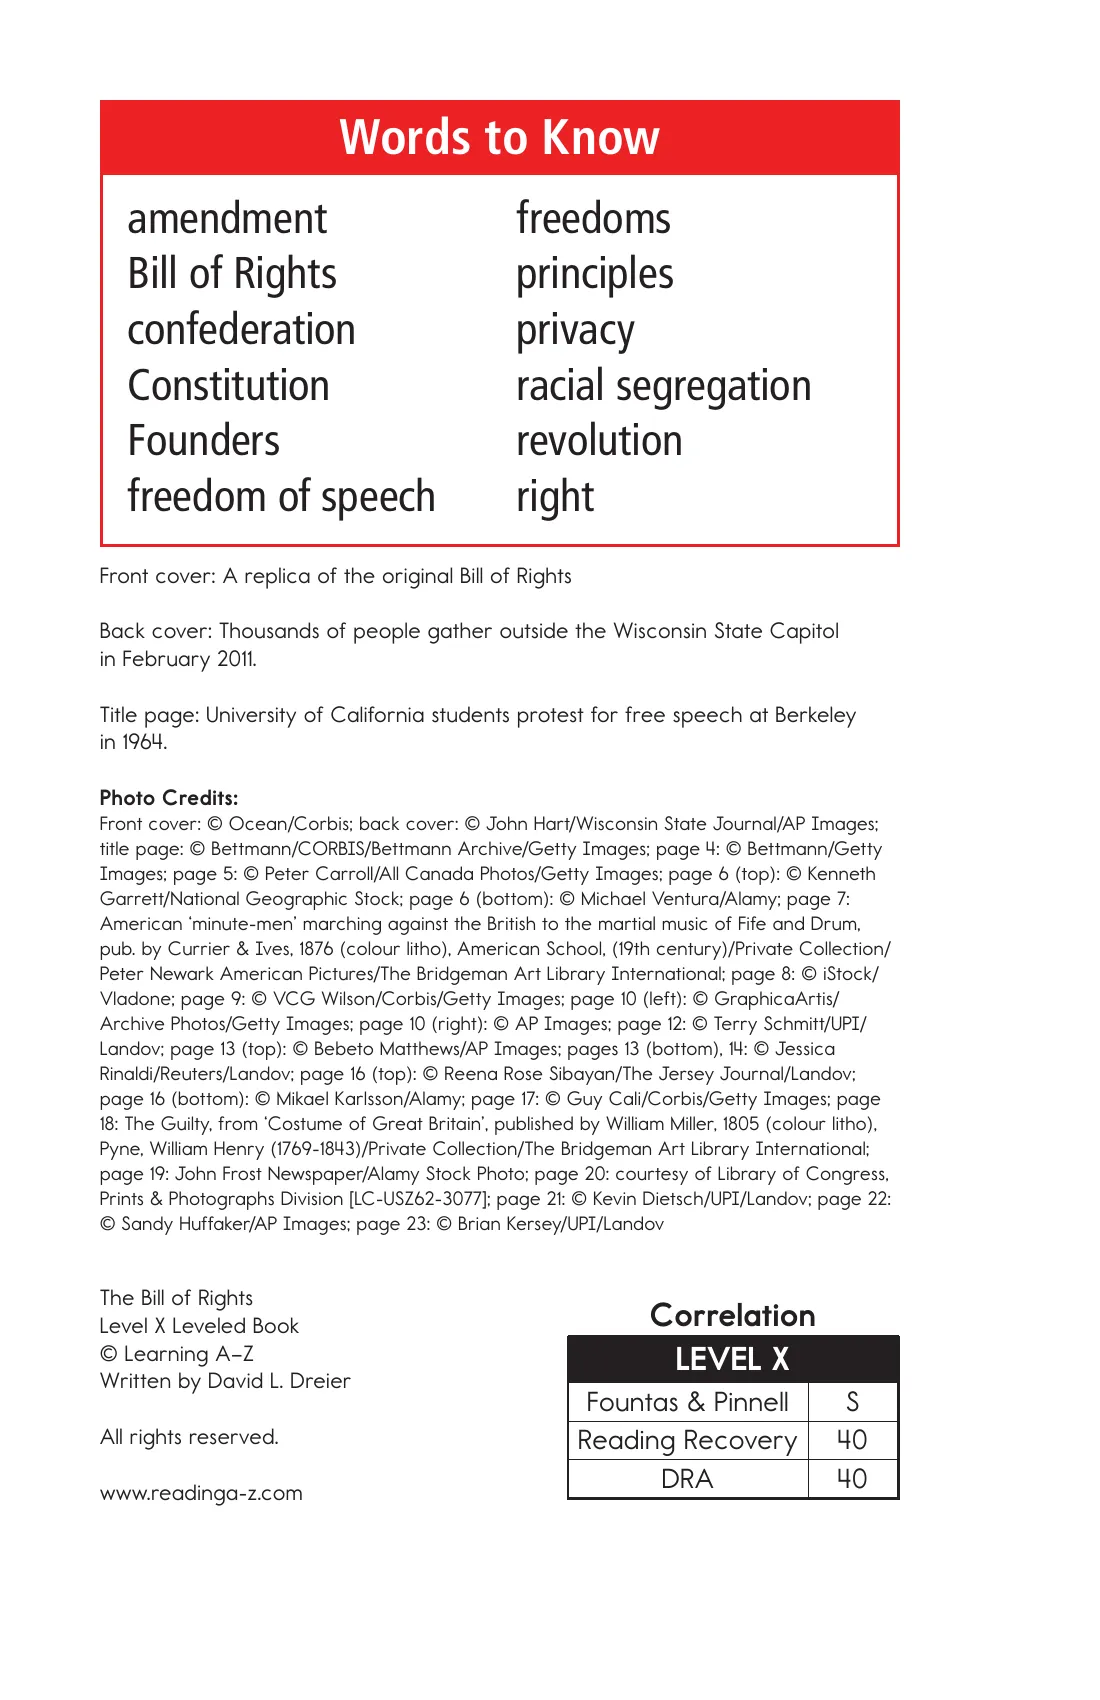 Words to Know
amendment
Bill of Rights
confederation
Constitution
Founders
freedom of speech
freedoms
principles
privacy
racial segregation
revolution
right
Front cover: A replica of the original Bill of Rights
Back cover: Thousands of people gather outside the Wisconsin State Capitol
in February 2011.
Title page: University of California students protest for free speech at Berkeley
in 1964.
Photo Credits:
Front cover: © Ocean/Corbis; back cover: © John Hart/Wisconsin State Journal/AP Images;
title page: © Bettmann/CORBIS/Bettmann Archive/Getty Images; page 4: © Bettmann/Getty
Images; page 5: © Peter Carroll/All Canada Photos/Getty Images; page 6 (top): © Kenneth
Garrett/National Geographic Stock; page 6 (bottom): © Michael Ventura/Alamy; page 7:
American ‘minute-men’ marching against the British to the martial music of Fife and Drum,
pub. by Currier & Ives, 1876 (colour litho), American School, (19th century)/Private Collection/
Peter Newark American Pictures/The Bridgeman Art Library International; page 8: © iStock/
Vladone; page 9: © VCG Wilson/Corbis/Getty Images; page 10 (left): © GraphicaArtis/
Archive Photos/Getty Images; page 10 (right): © AP Images; page 12: © Terry Schmitt/UPI/
Landov; page 13 (top): © Bebeto Matthews/AP Images; pages 13 (bottom), 14: © Jessica
Rinaldi/Reuters/Landov; page 16 (top): © Reena Rose Sibayan/The Jersey Journal/Landov;
page 16 (bottom): © Mikael Karlsson/Alamy; page 17: © Guy Cali/Corbis/Getty Images; page
18: The Guilty, from ‘Costume of Great Britain’, published by William Miller, 1805 (colour litho),
Pyne, William Henry (1769-1843)/Private Collection/The Bridgeman Art Library International;
page 19: John Frost Newspaper/Alamy Stock Photo; page 20: courtesy of Library of Congress,
Prints & Photographs Division [LC-USZ62-3077]; page 21: © Kevin Dietsch/UPI/Landov; page 22:
© Sandy Huffaker/AP Images; page 23: © Brian Kersey/UPI/Landov
The Bill of Rights
Level X Leveled Book
© Learning A–Z
Written by David L. Dreier
All rights reserved.
www.readinga-z.com
Correlation
LEVEL X
Fountas & Pinnell S
Reading Recovery 40
DRA 40